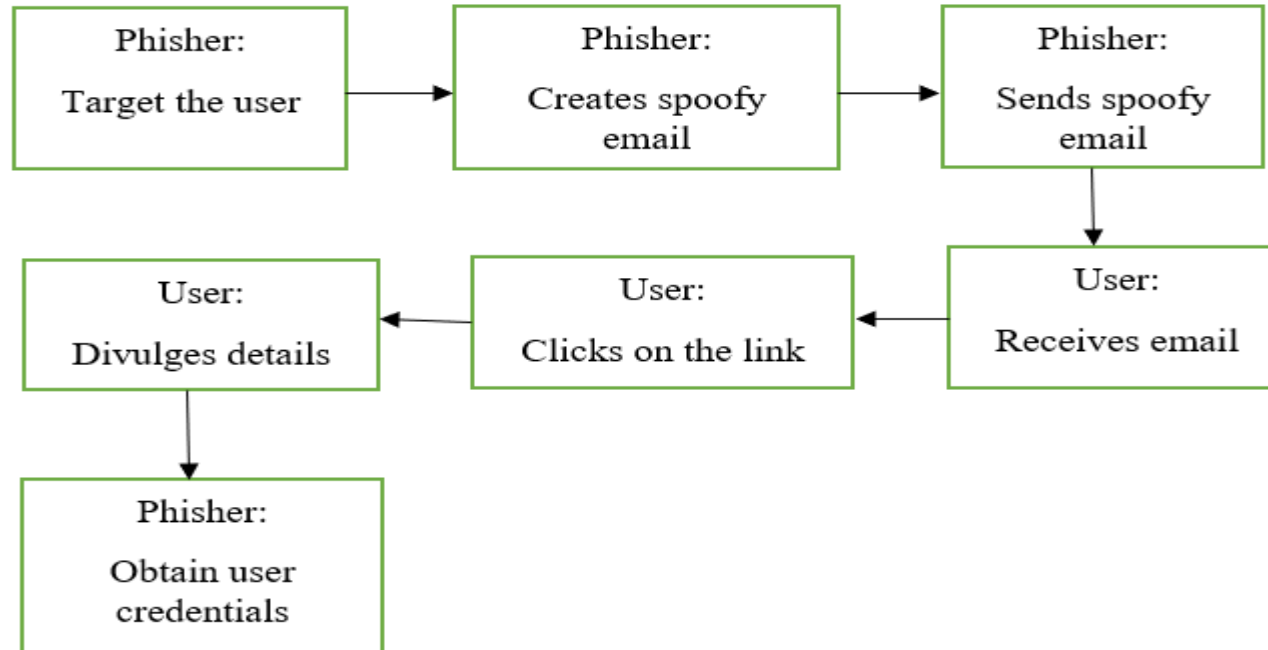 Phisher:
Target the user
Phisher:
Creates spoofy
email
Phisher:
Sends spoofy
email
User:
Receives email
User:
Clicks on the link
User:
Divulges details
Phisher:
Obtain user
credentials